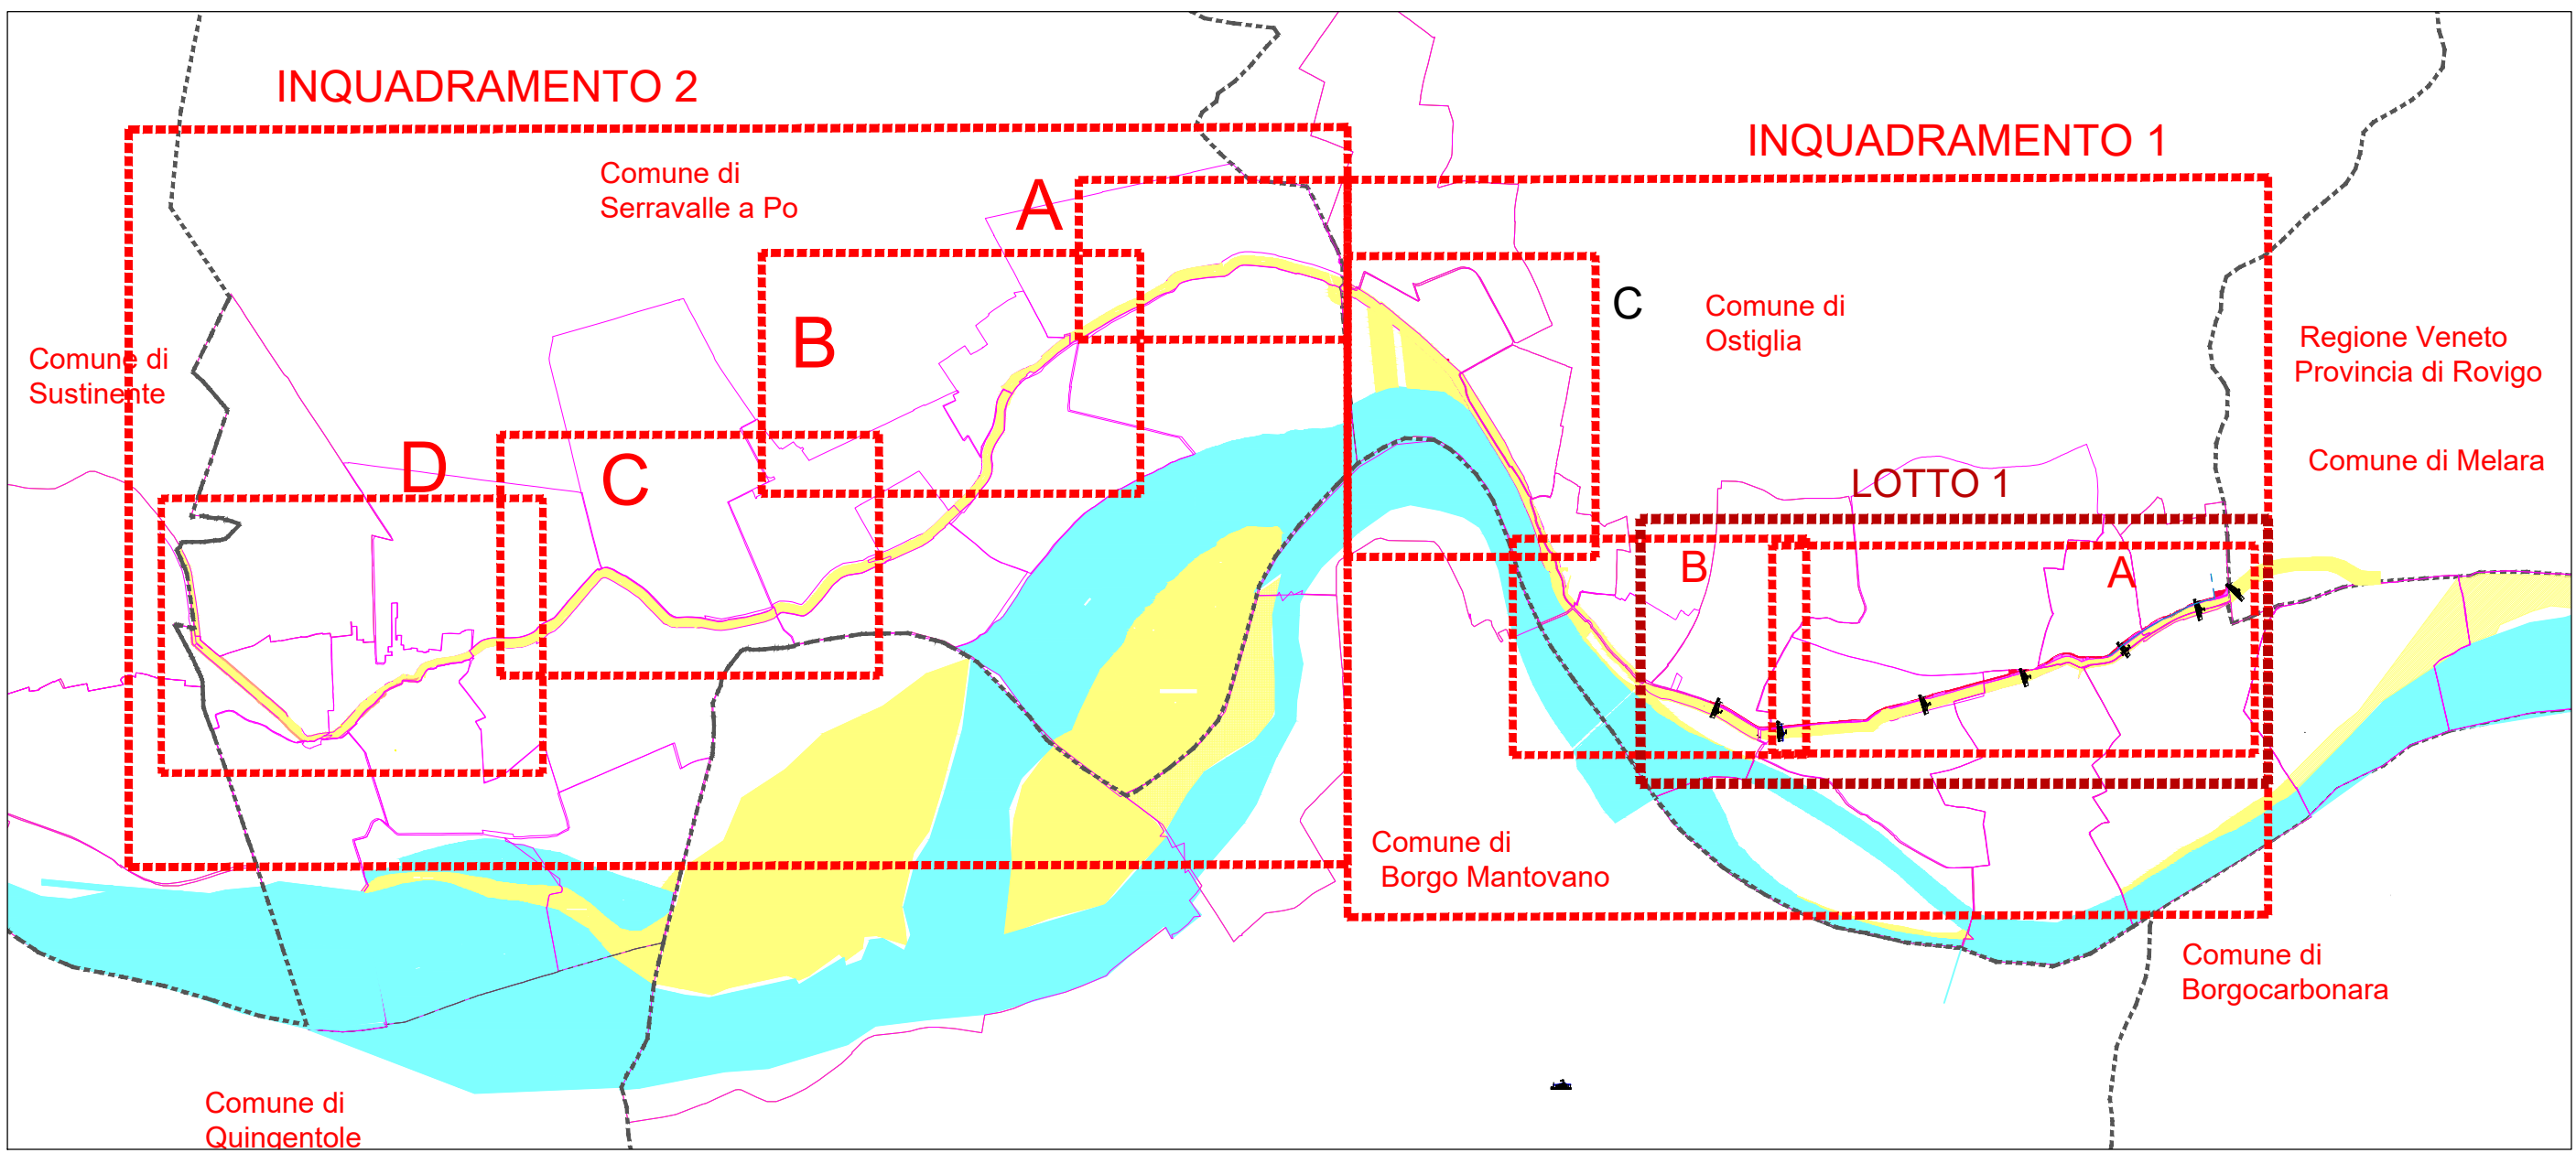 INQUADRAMENTO 2
INQUADRAMENTO 1
Comune di
Serravalle a Po
A
B
C
D
Comune di
Sustinente
C
Comune di
Ostiglia
Regione Veneto
Provincia di Rovigo
Comune di Melara
LOTTO 1
B
A
Comune di
Borgo Mantovano
Comune di
Borgocarbonara
Comune di
Quingentole